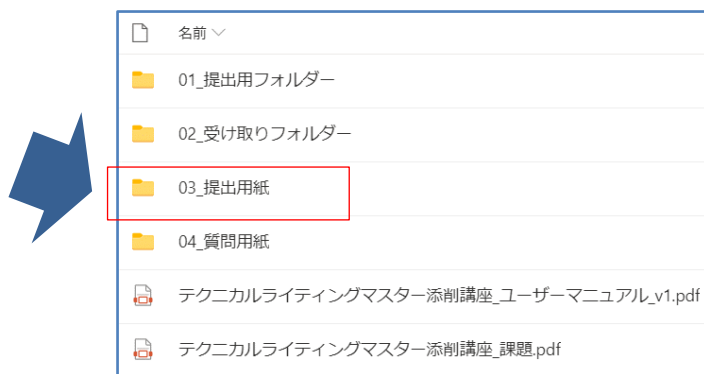 名前
01_提出用フォルダー
02_受け取りフォルダー
03_提出用紙
04_質問用紙
テクニカルライティングマスター添削講座_ユーザーマニュアル_v1.pdf
テクニカルライティングマスター添削講座_課題.pdf